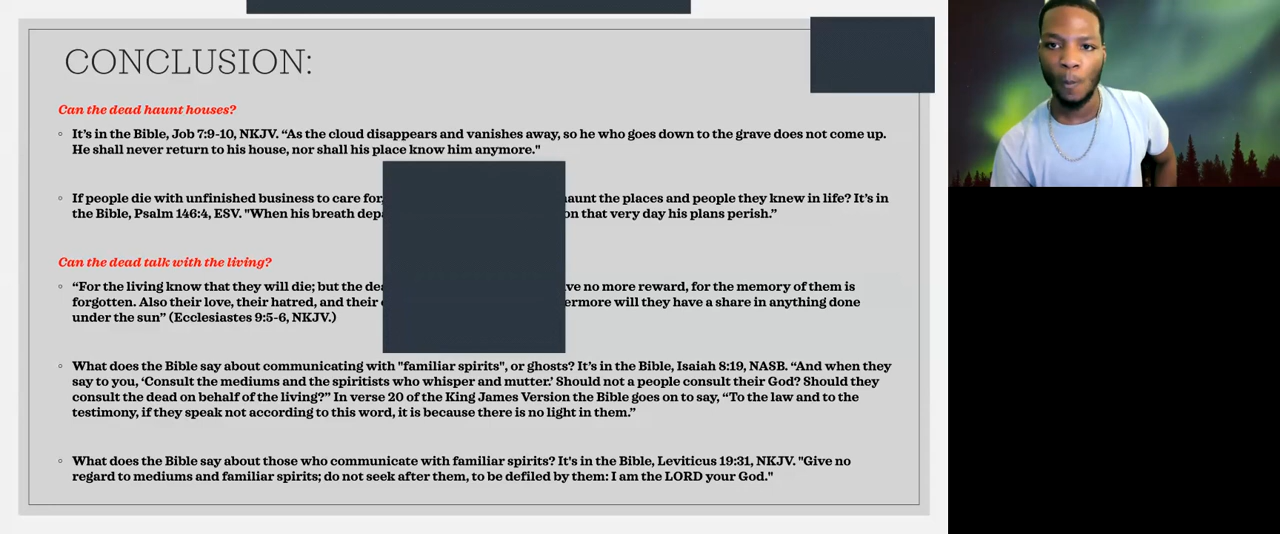 CONCLUSION:
Can the dead haunt houses?
◦ It's in the Bible, Job 7:9-10, NKJV. “As the cloud disappears and vanishes away, so he who goes down to the grave does not come up.
He shall never return to his house, nor shall his place know him anymore."
◦ If people die with unfinished business to care for, haunt the places and people they knew in life? It's in
the Bible, Psalm 146:4, ESV. "When his breath on that very day his plans perish.”
Can the dead talk with the living?
◦ “For the living know that they will die; but the no more reward, for the memory of them is
forgotten. Also their love, their hatred, and their will they have a share in anything done
under the sun” (Ecclesiastes 9:5-6, NKJV.)
◦ What does the Bible say about communicating with "familiar spirits", or ghosts? It's in the Bible, Isaiah 8:19, NASB. “And when they
say to you, ‘Consult the mediums and the spiritists who whisper and mutter.’ Should not a people consult their God? Should they
consult the dead on behalf of the living?” In verse 20 of the King James Version the Bible goes on to say, “To the law and to the
testimony, if they speak not according to this word, it is because there is no light in them.”
◦ What does the Bible say about those who communicate with familiar spirits? It's in the Bible, Leviticus 19:31, NKJV. "Give no
regard to mediums and familiar spirits; do not seek after them, to be defiled by them: I am the LORD your God."